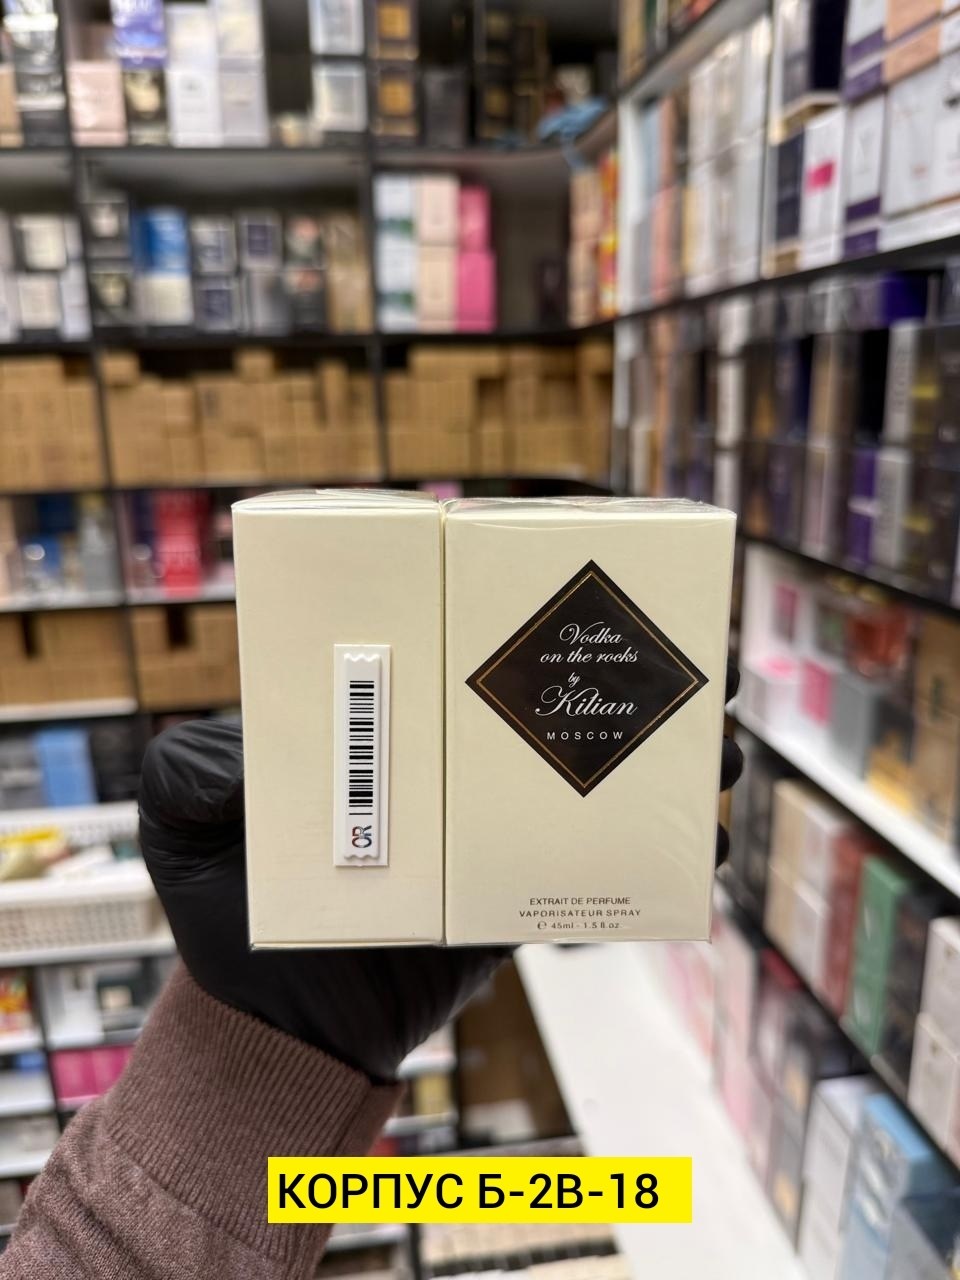 Vodka
on the rocks
by
Kilian
MOSCOW
OR
EXTRAIT DE PERFUME
VAPORISATEUR SPRAY
℮ 45ml - 1.5 fl.oz
КОРПУС Б-2В-18